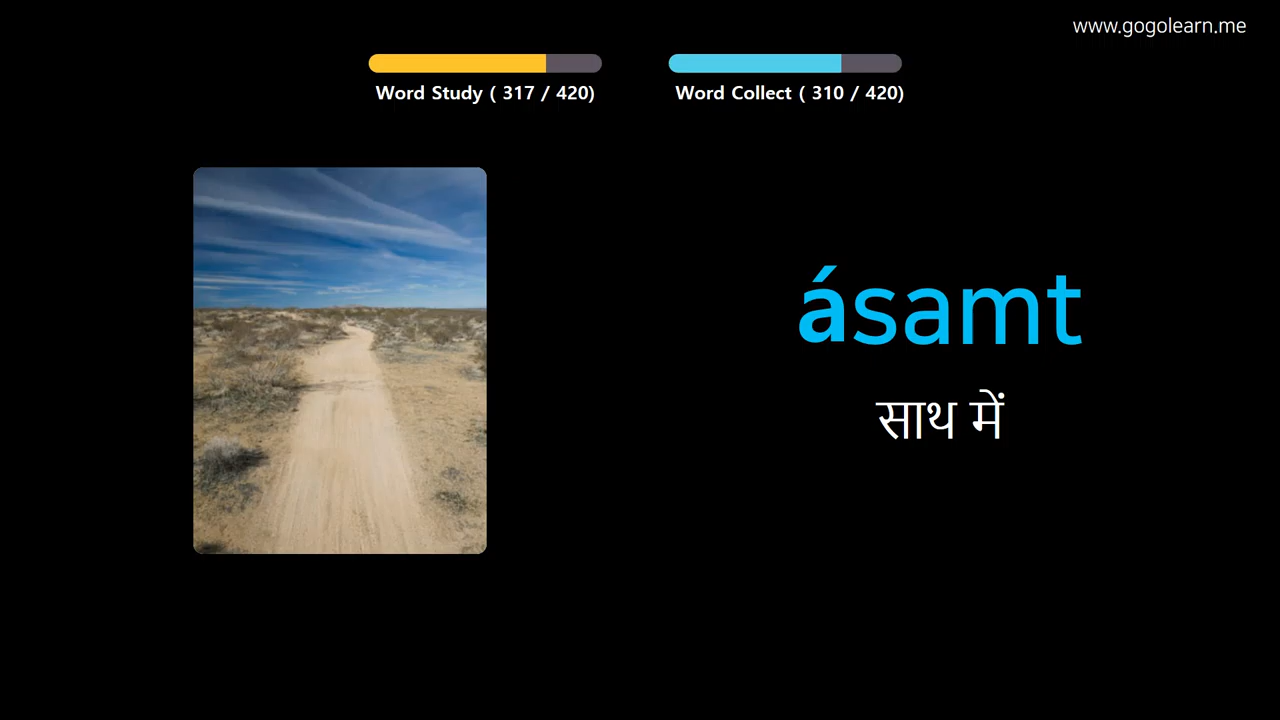 www.gogolearn.me
Word Study ( 317 / 420)
Word Collect ( 310 / 420)
ásamt
साथ में